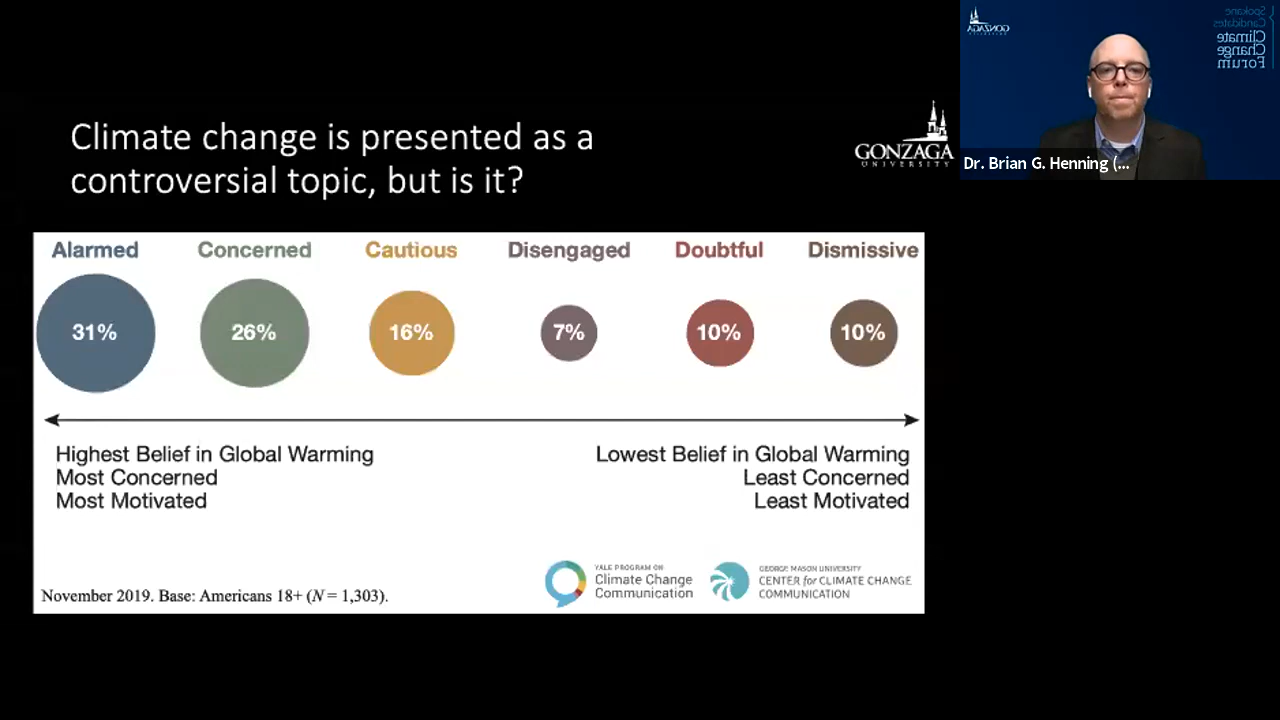 Climate change is presented as a
controversial topic, but is it?
GONZAGA
UNIVERSITY
Alarmed Concerned Cautious Disengaged Doubtful Dismissive
31% 26% 16% 7% 10% 10%
Highest Belief in Global Warming
Most Concerned
Most Motivated
Lowest Belief in Global Warming
Least Concerned
Least Motivated
November 2019. Base: Americans 18+ (N = 1,303).
YALE PROGRAM ON
Climate Change
Communication
GEORGE MASON UNIVERSITY
CENTER for CLIMATE CHANGE
COMMUNICATION
GONZAGA
UNIVERSITY
Spokane
Candidates
Climate
Change
Forum
Dr. Brian G. Henning (...